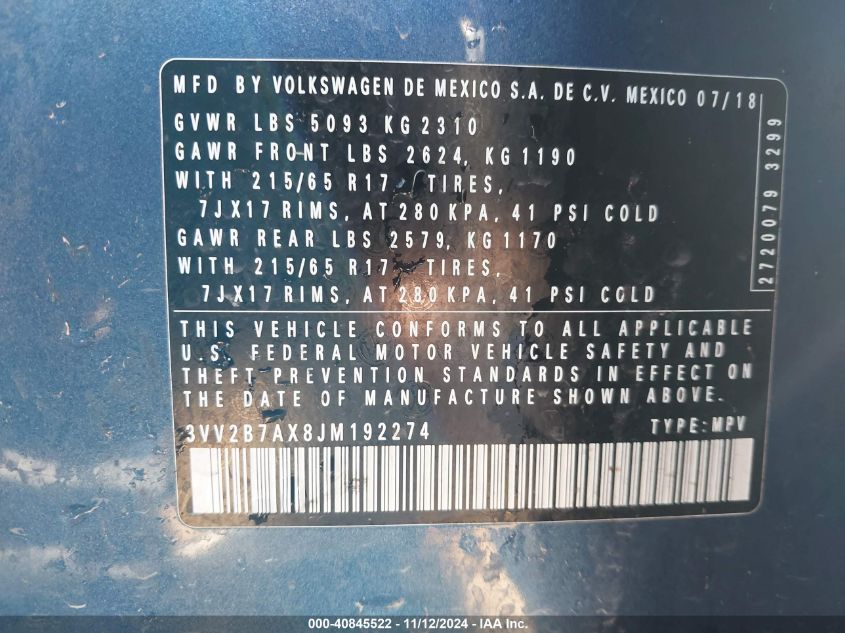 MFD BY VOLKSWAGEN DE MEXICO S.A. DE C.V. MEXICO 07/18
GVWR LBS 5093 KG 2310
GAWR FRONT LBS 2624, KG 1190
WITH 215/65 R17 TIRES,
7JX17 RIMS, AT 280 KPA, 41 PSI COLD
GAWR REAR LBS 2579, KG 1170
WITH 215/65 R17 TIRES,
7JX17 RIMS, AT 280 KPA, 41 PSI COLD
2720079 3299
THIS VEHICLE CONFORMS TO ALL APPLICABLE
U.S. FEDERAL MOTOR VEHICLE SAFETY AND
THEFT PREVENTION STANDARDS IN EFFECT ON
THE DATE OF MANUFACTURE SHOWN ABOVE.
3VV2B7AX8JM192274 TYPE:MPV
000-40845522 - 11/12/2024 - IAA Inc.